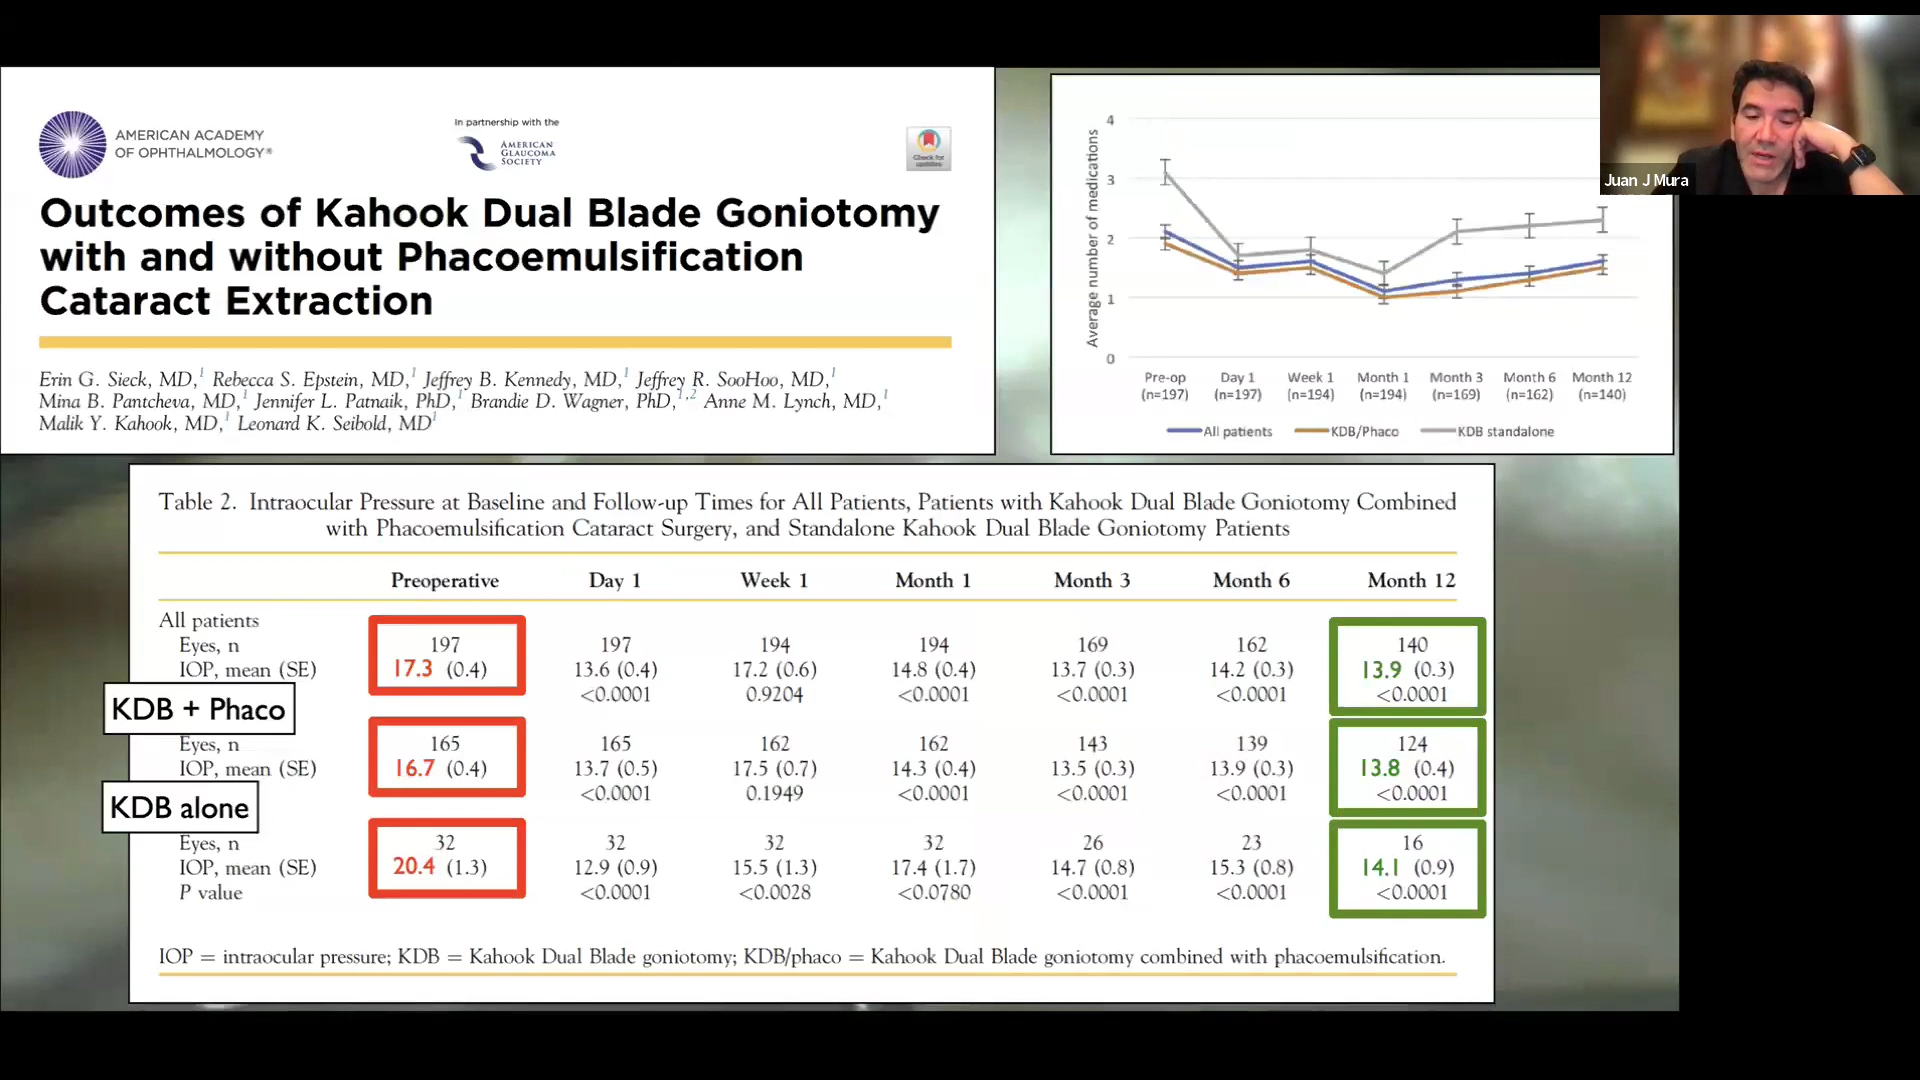 AMERICAN ACADEMY
OF OPHTHALMOLOGY®
In partnership with the
AMERICAN
GLAUCOMA
SOCIETY
Check for
updates
Outcomes of Kahook Dual Blade Goniotomy
with and without Phacoemulsification
Cataract Extraction
Erin G. Sieck, MD,1 Rebecca S. Epstein, MD,1 Jeffrey B. Kennedy, MD,1 Jeffrey R. SooHoo, MD,1
Mina B. Pantcheva, MD,1 Jennifer L. Patnaik, PhD,1 Brandie D. Wagner, PhD,1,2 Anne M. Lynch, MD,1
Malik Y. Kahook, MD,1 Leonard K. Seibold, MD1
Average number of medications
4
3
2
1
0
Pre-op Day 1 Week 1 Month 1 Month 3 Month 6 Month 12
(n=197) (n=197) (n=194) (n=194) (n=169) (n=162) (n=140)
All patients KDB/Phaco KDB standalone
Juan J Mura
Table 2. Intraocular Pressure at Baseline and Follow-up Times for All Patients, Patients with Kahook Dual Blade Goniotomy Combined
with Phacoemulsification Cataract Surgery, and Standalone Kahook Dual Blade Goniotomy Patients
Preoperative Day 1 Week 1 Month 1 Month 3 Month 6 Month 12
All patients
Eyes, n 197 197 194 194 169 162 140
IOP, mean (SE) 17.3 (0.4) 13.6 (0.4) 17.2 (0.6) 14.8 (0.4) 13.7 (0.3) 14.2 (0.3) 13.9 (0.3)
<0.0001 0.9204 <0.0001 <0.0001 <0.0001 <0.0001
KDB + Phaco
Eyes, n 165 165 162 162 143 139 124
IOP, mean (SE) 16.7 (0.4) 13.7 (0.5) 17.5 (0.7) 14.3 (0.4) 13.5 (0.3) 13.9 (0.3) 13.8 (0.4)
<0.0001 0.1949 <0.0001 <0.0001 <0.0001 <0.0001
KDB alone
Eyes, n 32 32 32 32 26 23 16
IOP, mean (SE) 20.4 (1.3) 12.9 (0.9) 15.5 (1.3) 17.4 (1.7) 14.7 (0.8) 15.3 (0.8) 14.1 (0.9)
P value <0.0001 <0.0028 <0.0780 <0.0001 <0.0001 <0.0001
IOP = intraocular pressure; KDB = Kahook Dual Blade goniotomy; KDB/phaco = Kahook Dual Blade goniotomy combined with phacoemulsification.